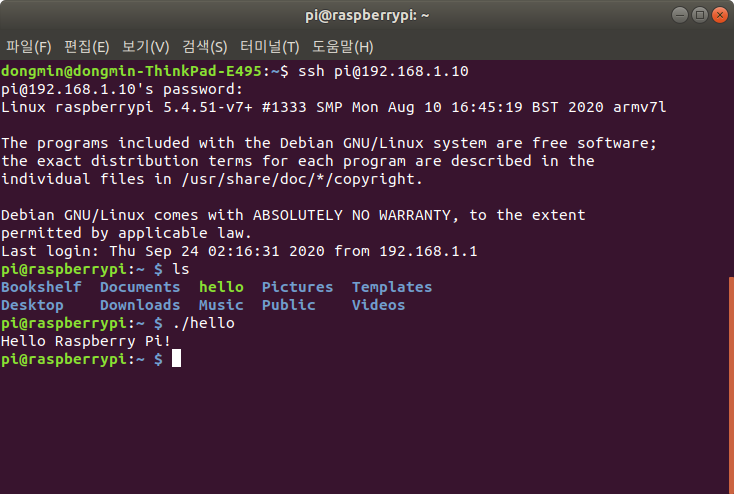 pi@raspberrypi: ~
파일(F) 편집(E) 보기(V) 검색(S) 터미널(T) 도움말(H)
dongmin@dongmin-ThinkPad-E495:~$ ssh pi@192.168.1.10
pi@192.168.1.10's password:
Linux raspberrypi 5.4.51-v7+ #1333 SMP Mon Aug 10 16:45:19 BST 2020 armv7l
The programs included with the Debian GNU/Linux system are free software;
the exact distribution terms for each program are described in the
individual files in /usr/share/doc/*/copyright.
Debian GNU/Linux comes with ABSOLUTELY NO WARRANTY, to the extent
permitted by applicable law.
Last login: Thu Sep 24 02:16:31 2020 from 192.168.1.1
pi@raspberrypi:~ $ ls
Bookshelf Documents hello Pictures Templates
Desktop Downloads Music Public Videos
pi@raspberrypi:~ $ ./hello
Hello Raspberry Pi!
pi@raspberrypi:~ $